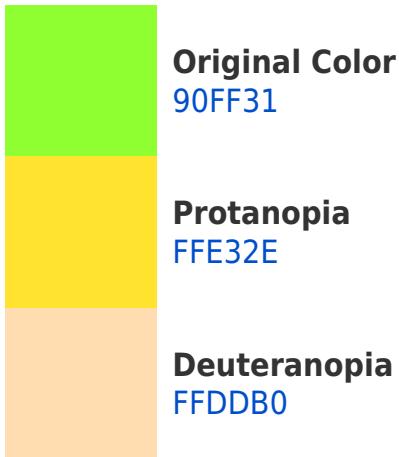 Original Color
90FF31
Protanopia
FFE32E
Deuteranopia
FFDDB0